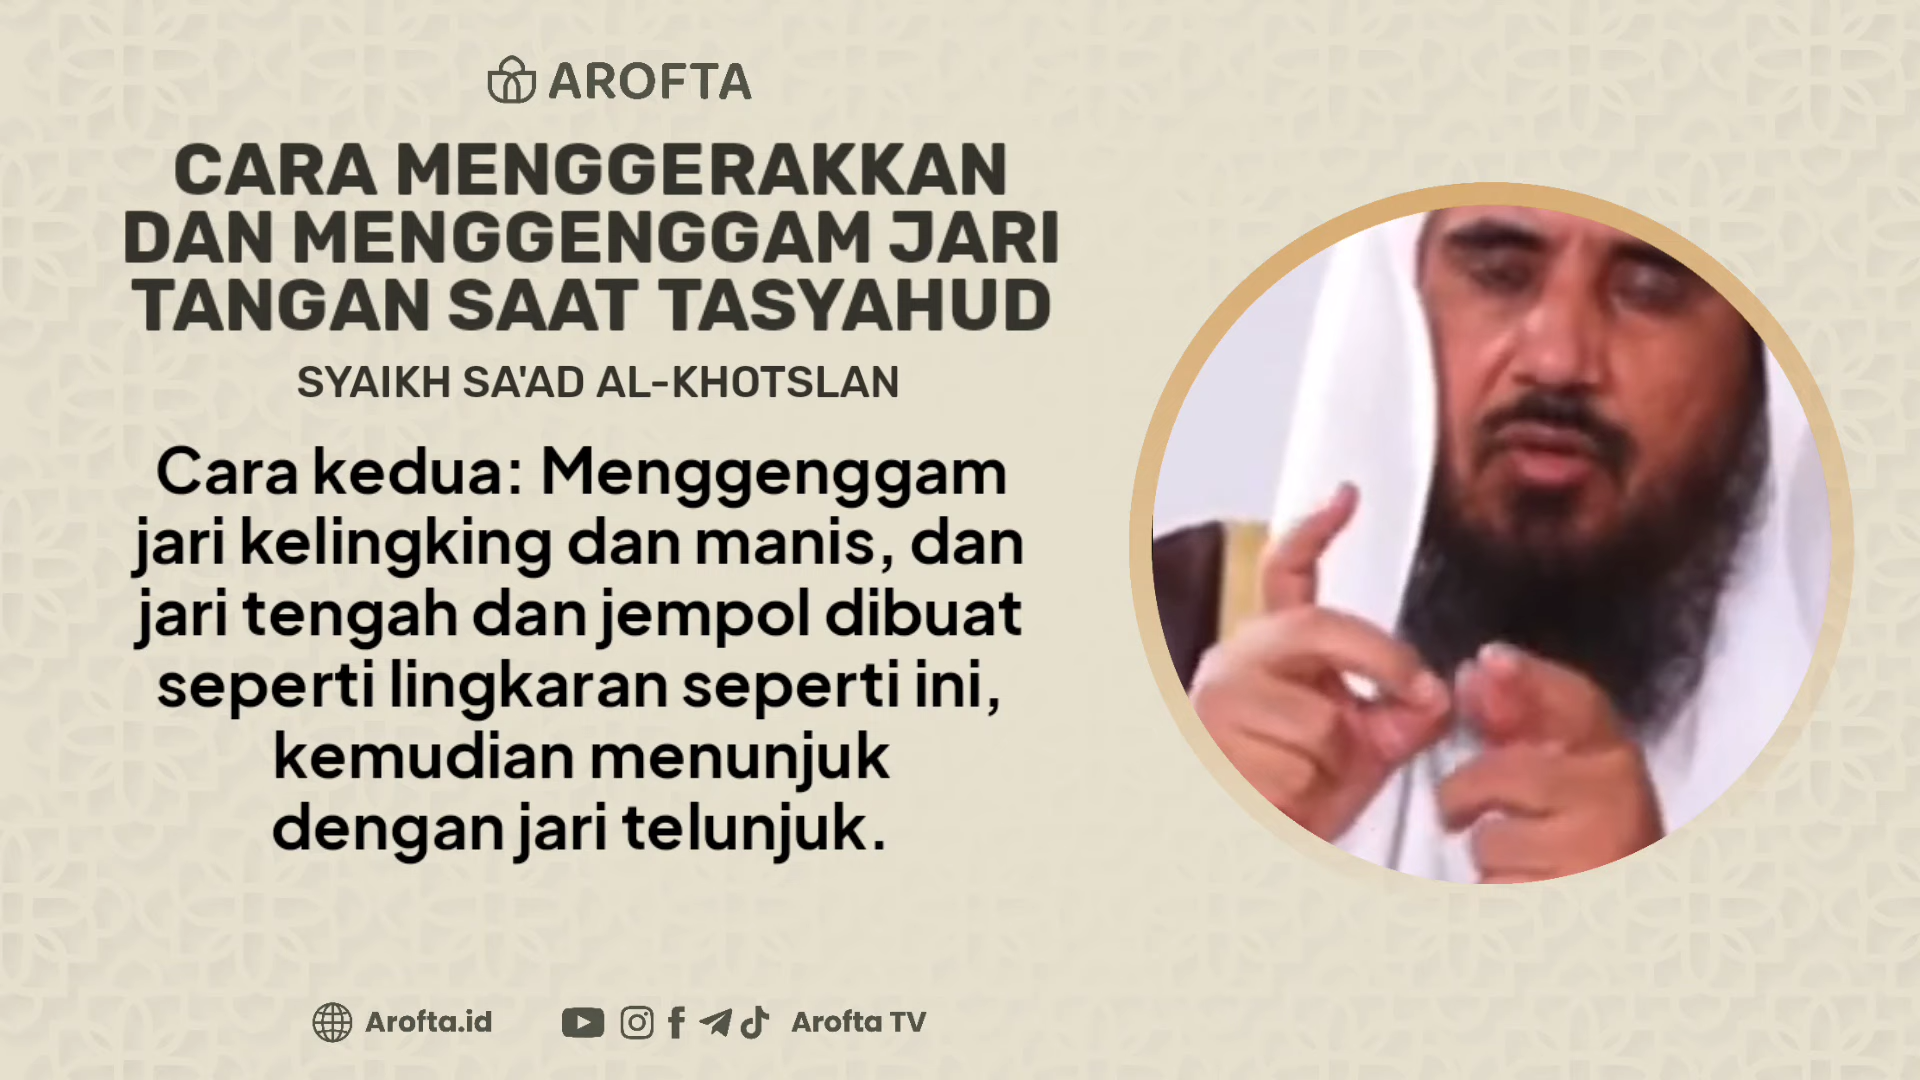 AROFTA
CARA MENGGERAKKAN
DAN MENGGENGGAM JARI
TANGAN SAAT TASYAHUD
SYAIKH SA'AD AL-KHOTSLAN
Cara kedua: Menggenggam
jari kelingking dan manis, dan
jari tengah dan jempol dibuat
seperti lingkaran seperti ini,
kemudian menunjuk
dengan jari telunjuk.
Arofta.id
Arofta TV